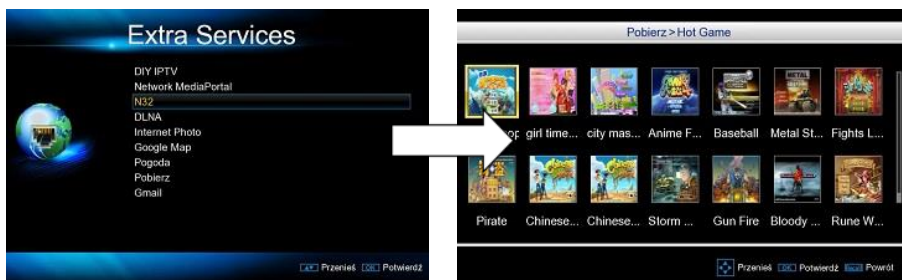 Extra Services
DIY IPTV
Network MediaPortal
N32
DLNA
Internet Photo
Google Map
Pogoda
Pobierz
Gmail
Przenieś OK Potwierdź
Pobierz>Hot Game
girl time... city mas... Anime F... Baseball Metal St... Fights L...
Pirate Chinese... Chinese... Storm ... Gun Fire Bloody ... Rune W...
Przenieś OK Potwierdź Powrót